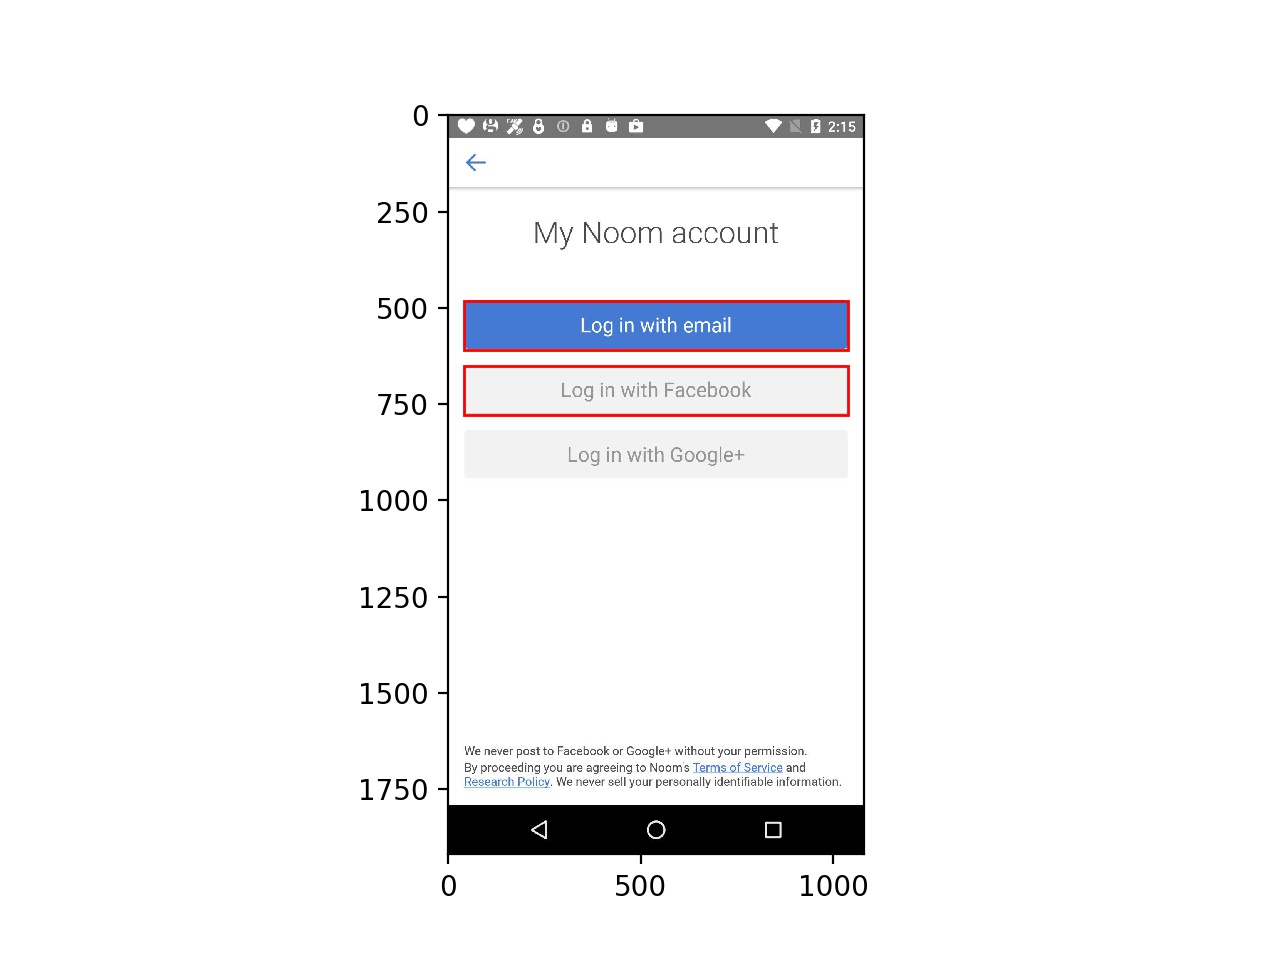 0
2:15
250
My Noom account
500
Log in with email
750
Log in with Facebook
Log in with Google+
1000
1250
1500
We never post to Facebook or Google+ without your permission.
By proceeding you are agreeing to Noom's Terms of Service and
Research Policy. We never sell your personally identifiable information.
1750
0 500 1000